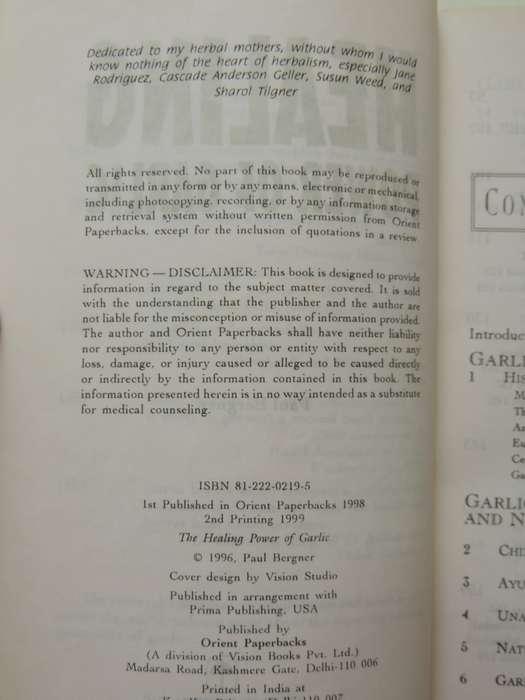 Dedicated to my herbal mothers, without whom I would
know nothing of the heart of herbalism, especially Jane
Rodriguez, Cascade Anderson Geller, Susun Weed, and
Sharol Tilgner
All rights reserved. No part of this book may be reproduced or
transmitted in any form or by any means, electronic or mechanical,
including photocopying, recording, or by any information storage
and retrieval system without written permission from Orient
Paperbacks, except for the inclusion of quotations in a review
WARNING — DISCLAIMER: This book is designed to provide
information in regard to the subject matter covered. It is sold
with the understanding that the publisher and the author are
not liable for the misconception or misuse of information provided.
The author and Orient Paperbacks shall have neither liability
nor responsibility to any person or entity with respect to any
loss, damage, or injury caused or alleged to be caused directly
or indirectly by the information contained in this book. The
information presented herein is in no way intended as a substitute
for medical counseling.
ISBN 81-222-0219-5
1st Published in Orient Paperbacks 1998
2nd Printing 1999
The Healing Power of Garlic
© 1996, Paul Bergner
Cover design by Vision Studio
Published in arrangement with
Prima Publishing, USA
Published by
Orient Paperbacks
(A division of Vision Books Pvt. Ltd.)
Madarsa Road, Kashmere Gate, Delhi-110 006
Printed in India at
CON
Introduc
GARLI
1 HIS
M
Th
An
Ea
Ce
Ga
GARLIC
AND N
2 CHI
3 AYU
4 UNA
5 NAT
6 GAR